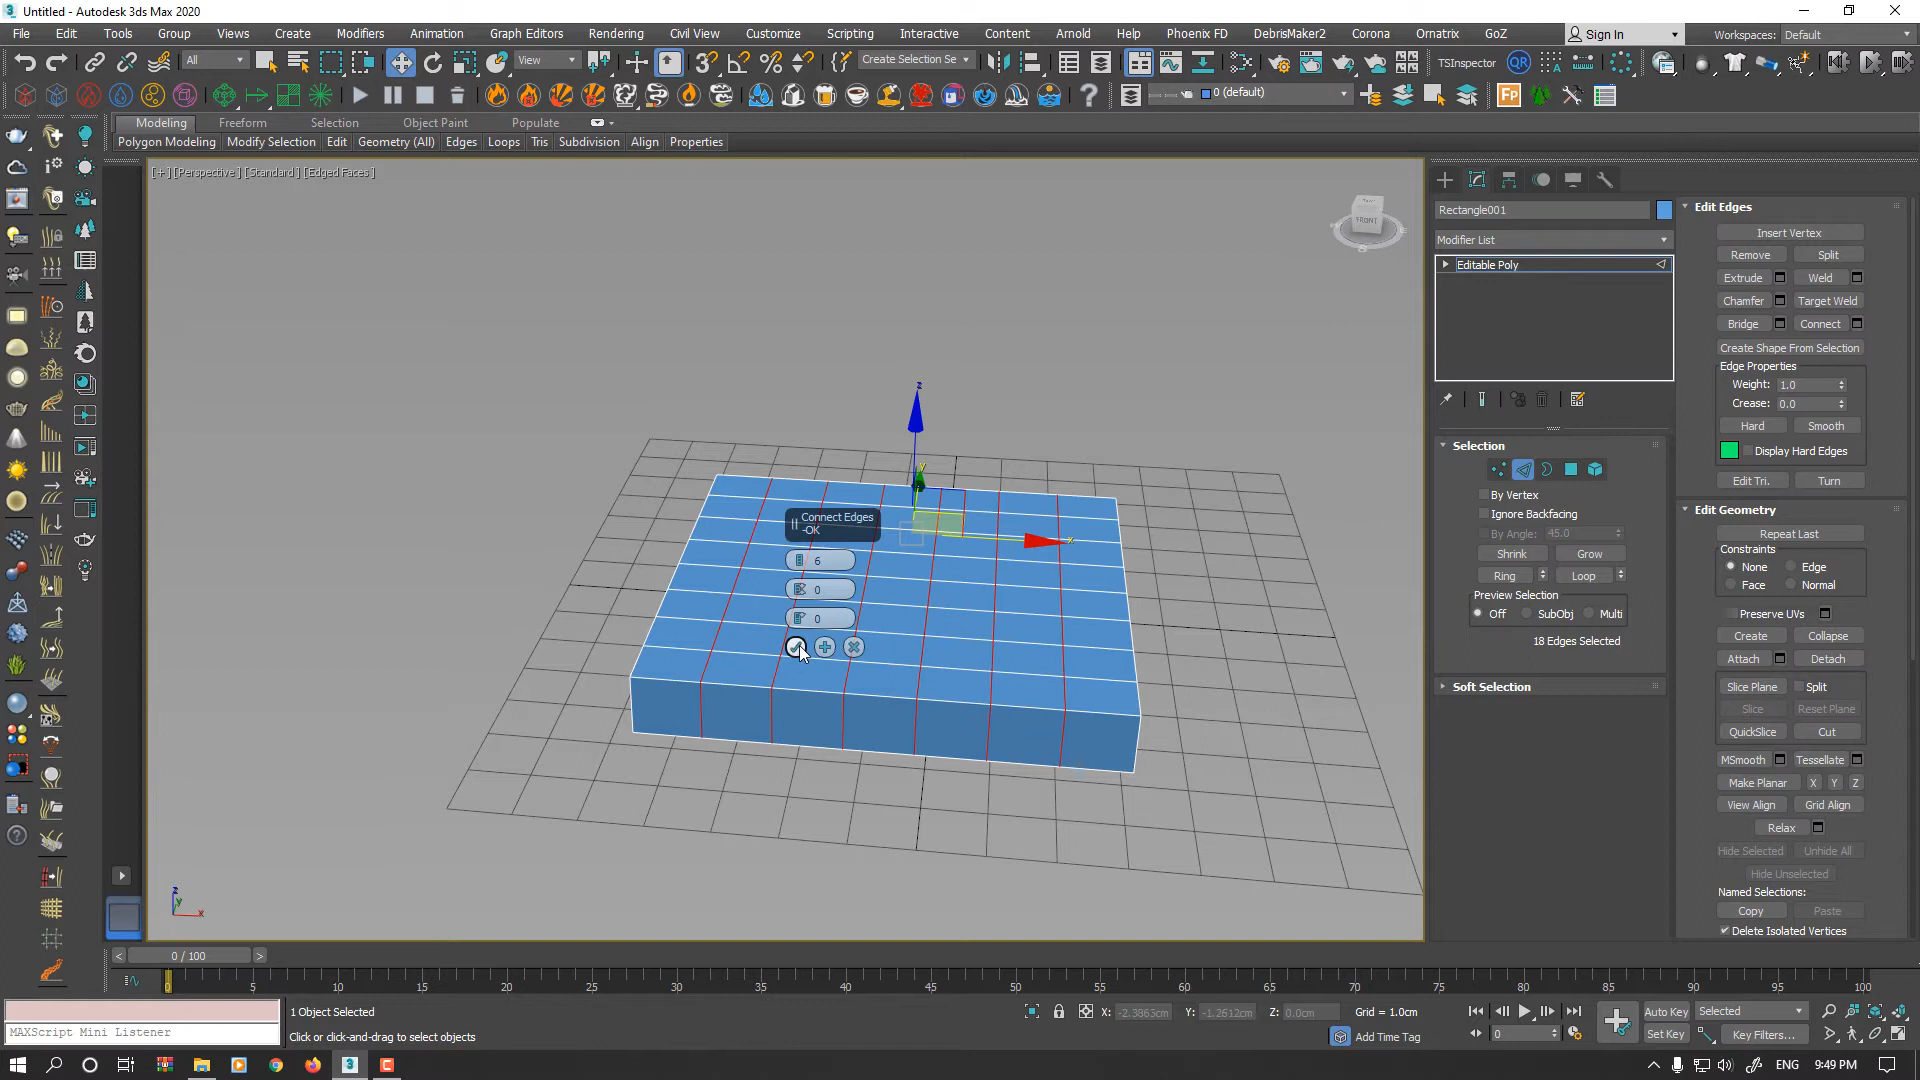 Untitled - Autodesk 3ds Max 2020
File Edit Tools Group Views Create Modifiers Animation Graph Editors Rendering Civil View Customize Scripting Interactive Content Arnold Help Phoenix FD DebrisMaker2 Corona Ornatrix GoZ Sign In Workspaces: Default
All View Create Selection Se TSInspector QR
0 (default) Fp
Modeling Freeform Selection Object Paint Populate
Polygon Modeling Modify Selection Edit Geometry (All) Edges Loops Tris Subdivision Align Properties
[+][Perspective][Standard][Edged Faces]
FRONT
z
y
x
Connect Edges
-OK
6
0
0
z
y
x
Rectangle001
Modifier List
Editable Poly
Selection
By Vertex
Ignore Backfacing
By Angle: 45.0
Shrink Grow
Ring Loop
Preview Selection
Off SubObj Multi
18 Edges Selected
Soft Selection
Edit Edges
Insert Vertex
Remove Split
Extrude Weld
Chamfer Target Weld
Bridge Connect
Create Shape From Selection
Edge Properties
Weight: 1.0
Crease: 0.0
Hard Smooth
Display Hard Edges
Edit Tri. Turn
Edit Geometry
Repeat Last
Constraints
None Edge
Face Normal
Preserve UVs
Create Collapse
Attach Detach
Slice Plane Split
Slice Reset Plane
QuickSlice Cut
MSmooth Tessellate
Make Planar X Y Z
View Align Grid Align
Relax
Hide Selected Unhide All
Hide Unselected
Named Selections:
Copy Paste
Delete Isolated Vertices
< 0 / 100 >
0 5 10 15 20 25 30 35 40 45 50 55 60 65 70 75 80 85 90 95 100
1 Object Selected X: -2.3863cm Y: -1.2612cm Z: 0.0cm Grid = 1.0cm Auto Key Selected
MAXScript Mini Listener Click or click-and-drag to select objects Add Time Tag 0 Set Key Key Filters...
3 C ENG 9:49 PM